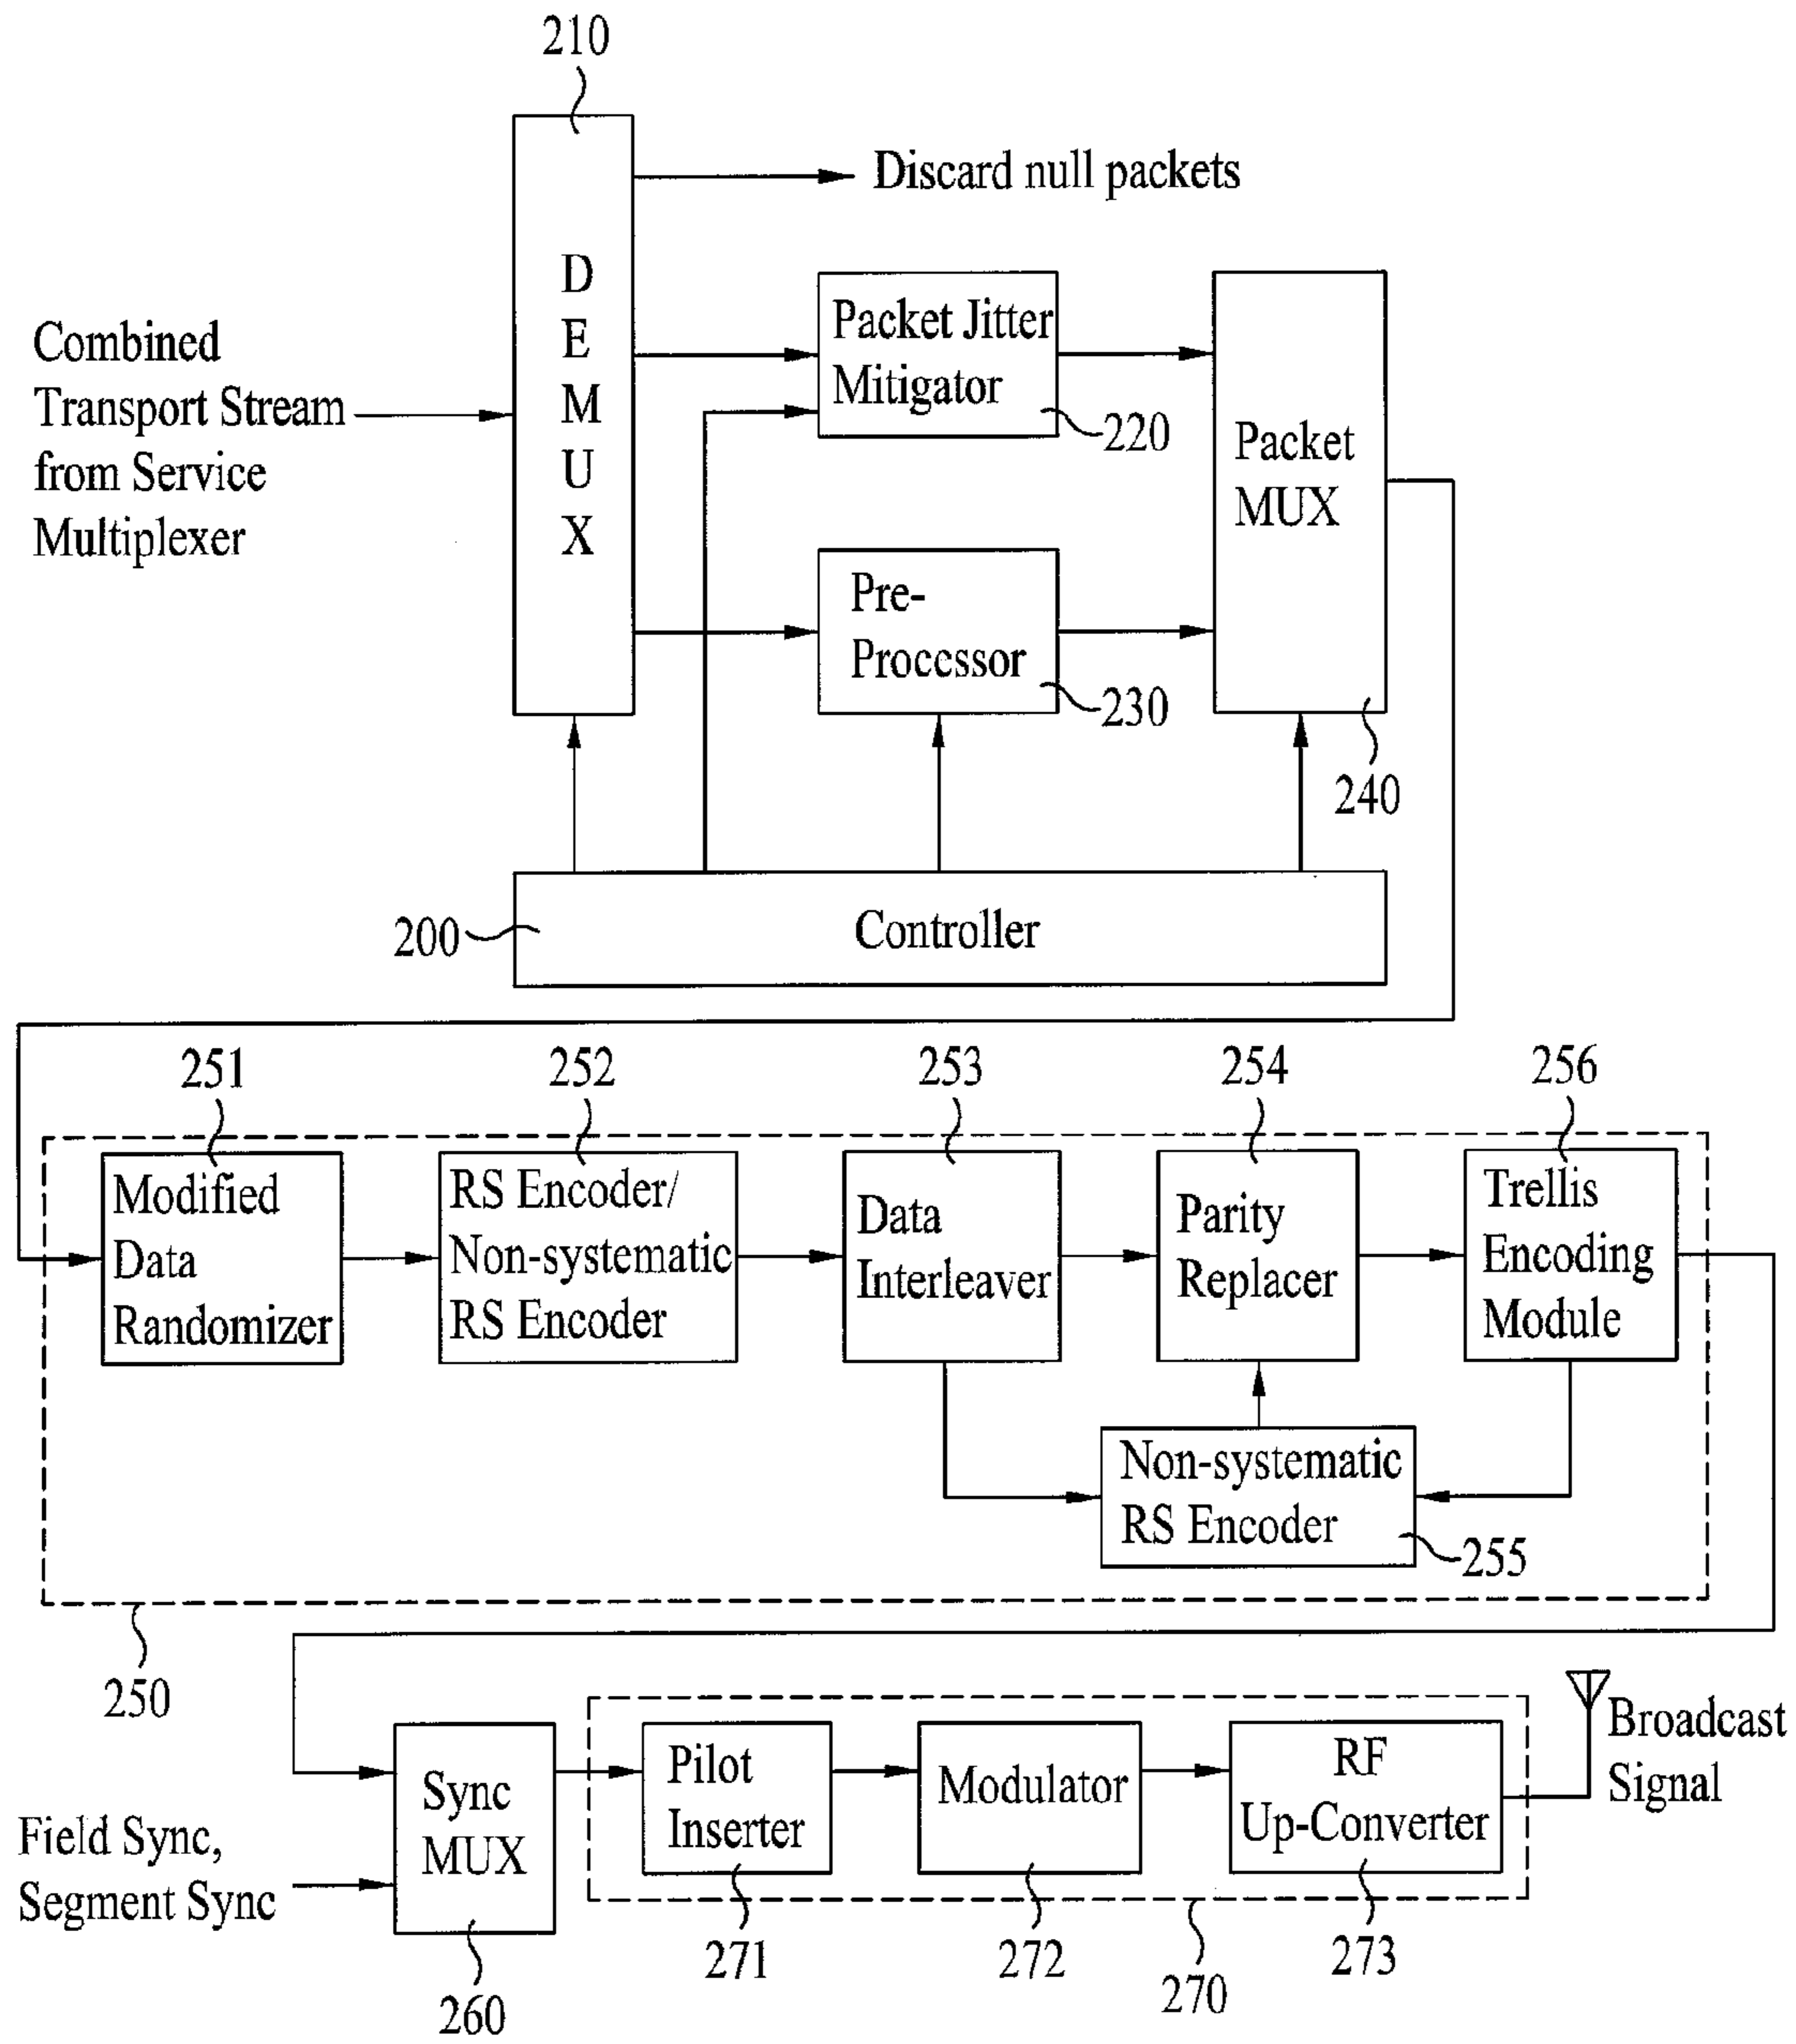 210
Discard null packets
D
E
M
U
X
Combined
Transport Stream
from Service
Multiplexer
Packet Jitter
Mitigator
220
Packet
MUX
Pre-
Processor
230
240
200
Controller
251
252
253
254
256
Modified
Data
Randomizer
RS Encoder/
Non-systematic
RS Encoder
Data
Interleaver
Parity
Replacer
Trellis
Encoding
Module
Non-systematic
RS Encoder
255
250
Broadcast
Signal
Sync
MUX
Pilot
Inserter
Modulator
RF
Up-Converter
Field Sync,
Segment Sync
260
271
272
270
273